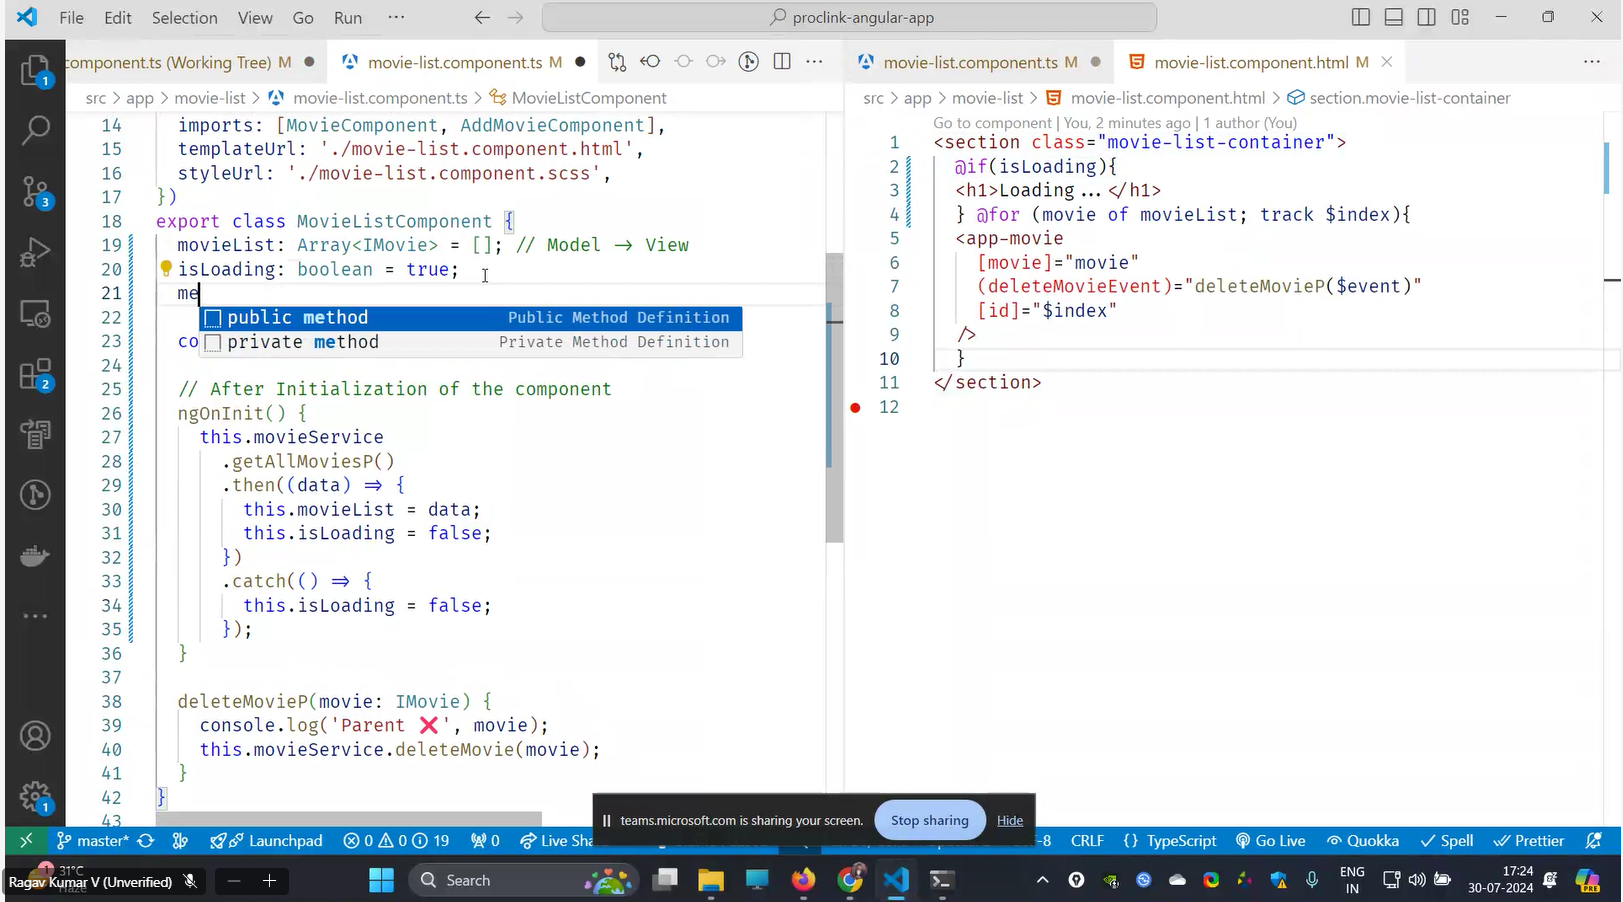 File Edit Selection View Go Run ··· proclink-angular-app
component.ts (Working Tree) M movie-list.component.ts M
src > app > movie-list > movie-list.component.ts > MovieListComponent
14 imports: [MovieComponent, AddMovieComponent],
15 templateUrl: './movie-list.component.html',
16 styleUrl: './movie-list.component.scss',
17 })
18 export class MovieListComponent {
19 movieList: Array<IMovie> = []; // Model → View
20 isLoading: boolean = true;
21 me
public method Public Method Definition
private method Private Method Definition
22
23 co
24
25 // After Initialization of the component
26 ngOnInit() {
27 this.movieService
28 .getAllMoviesP()
29 .then((data) ⇒ {
30 this.movieList = data;
31 this.isLoading = false;
32 })
33 .catch(() ⇒ {
34 this.isLoading = false;
35 });
36 }
37
38 deleteMovieP(movie: IMovie) {
39 console.log('Parent ❌', movie);
40 this.movieService.deleteMovie(movie);
41 }
42 }
43
movie-list.component.ts M movie-list.component.html M
src > app > movie-list > movie-list.component.html > section.movie-list-container
Go to component | You, 2 minutes ago | 1 author (You)
1 <section class="movie-list-container">
2 @if(isLoading){
3 <h1>Loading...</h1>
4 } @for (movie of movieList; track $index){
5 <app-movie
6 [movie]="movie"
7 (deleteMovieEvent)="deleteMovieP($event)"
8 [id]="$index"
9 />
10 }
11 </section>
12
1
3
2
1
teams.microsoft.com is sharing your screen. Stop sharing Hide
master* Launchpad 0 0 19 0 Live Sha CRLF {} TypeScript Go Live Quokka Spell Prettier
31°C
Haze
Ragav Kumar V (Unverified)
Search
ENG
IN
17:24
30-07-2024
PRE